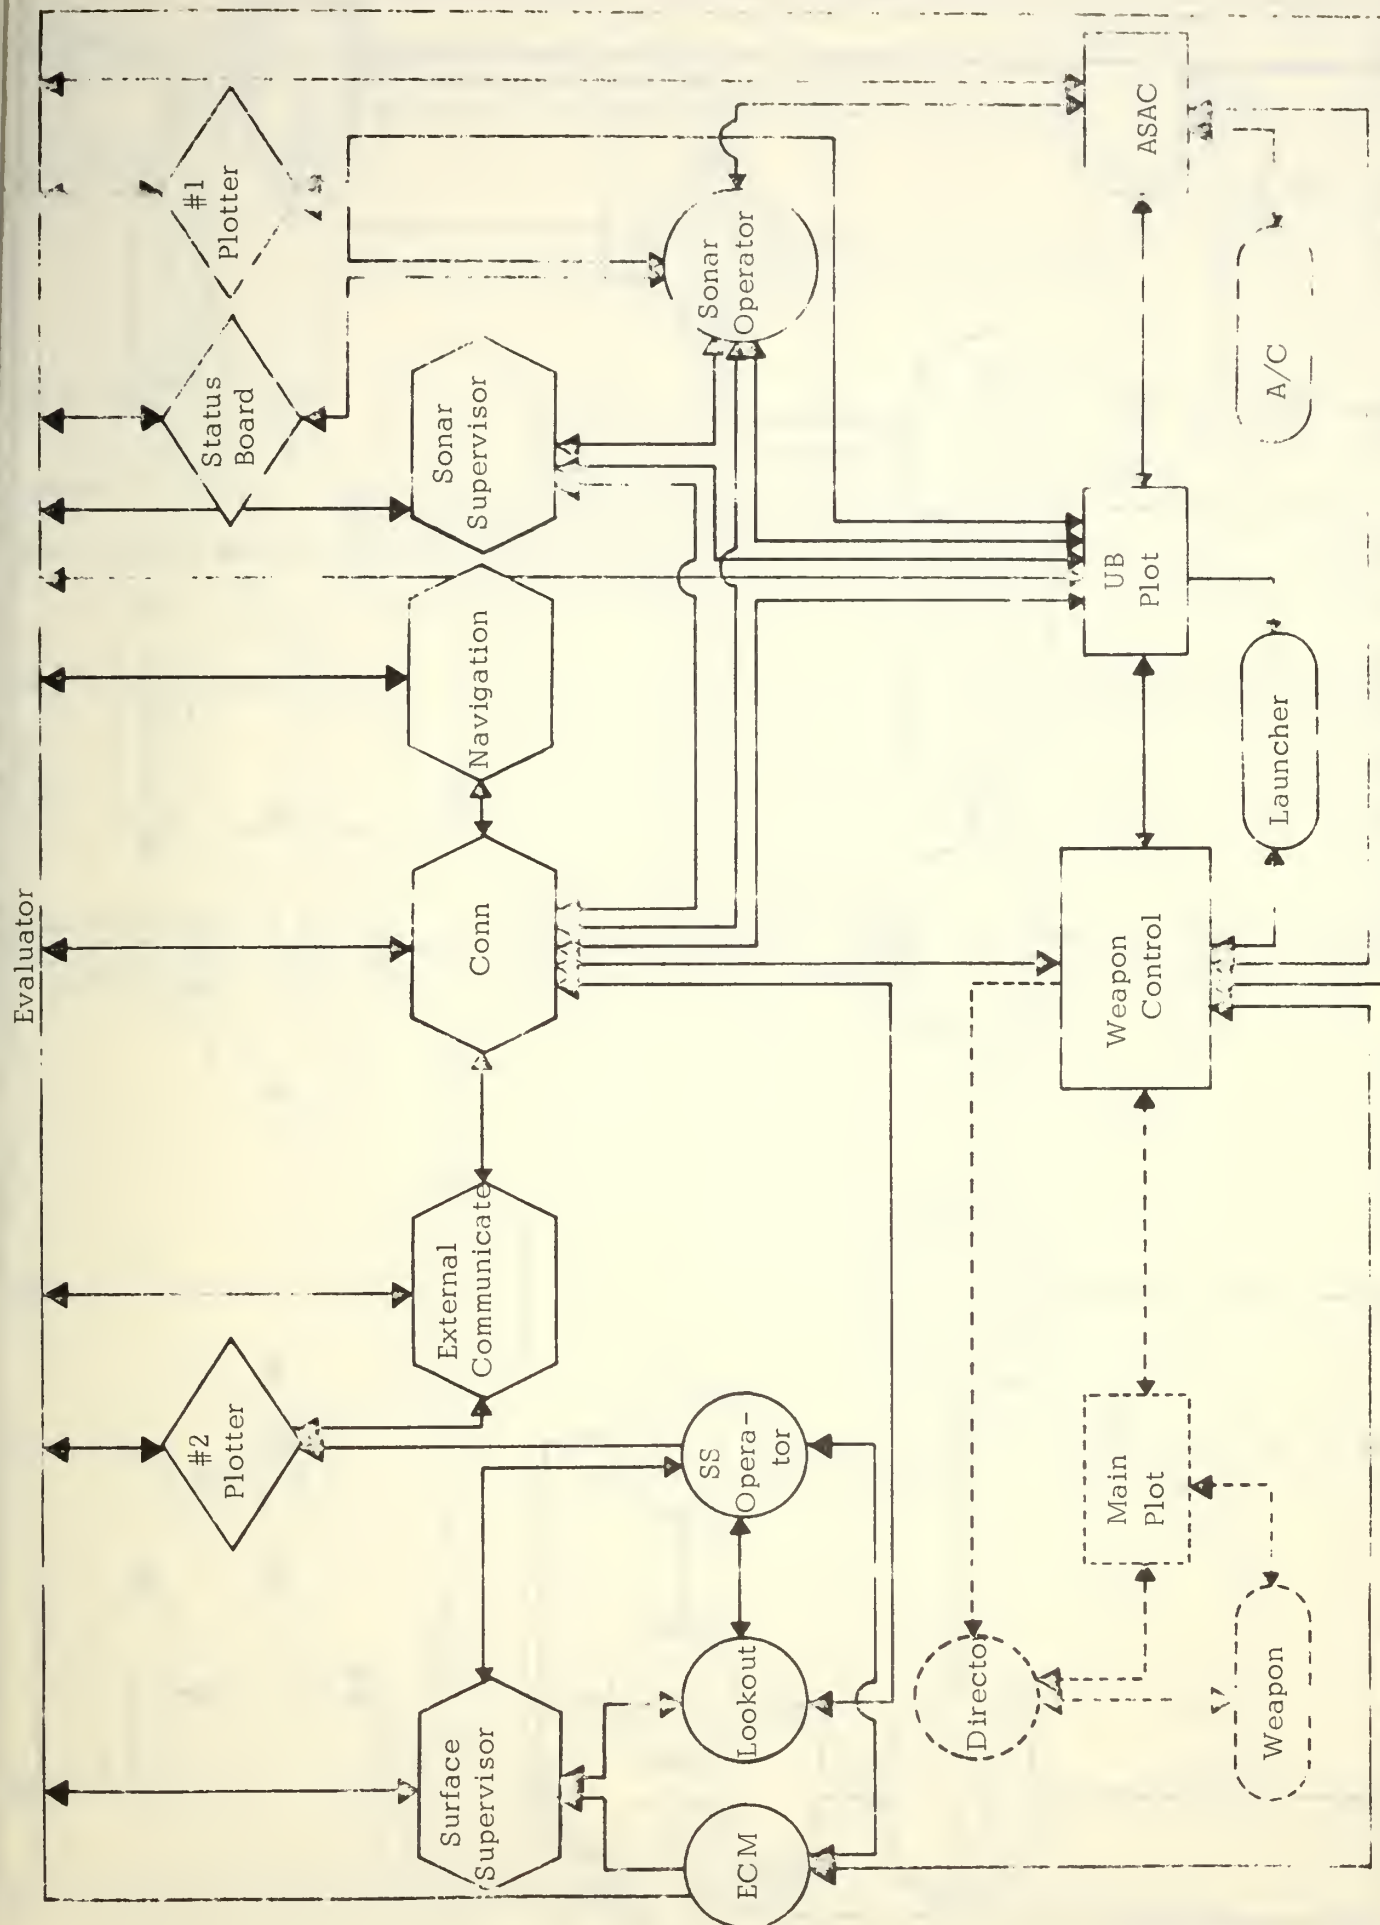 Evaluator
#2
Plotter
Status
Board
#1
Plotter
Surface
Supervisor
External
Communicate
Conn
Navigation
Sonar
Supervisor
ECM
Lookout
SS
Opera-
tor
Sonar
Operator
Director
Main
Plot
Weapon
Control
UB
Plot
ASAC
Weapon
Launcher
A/C